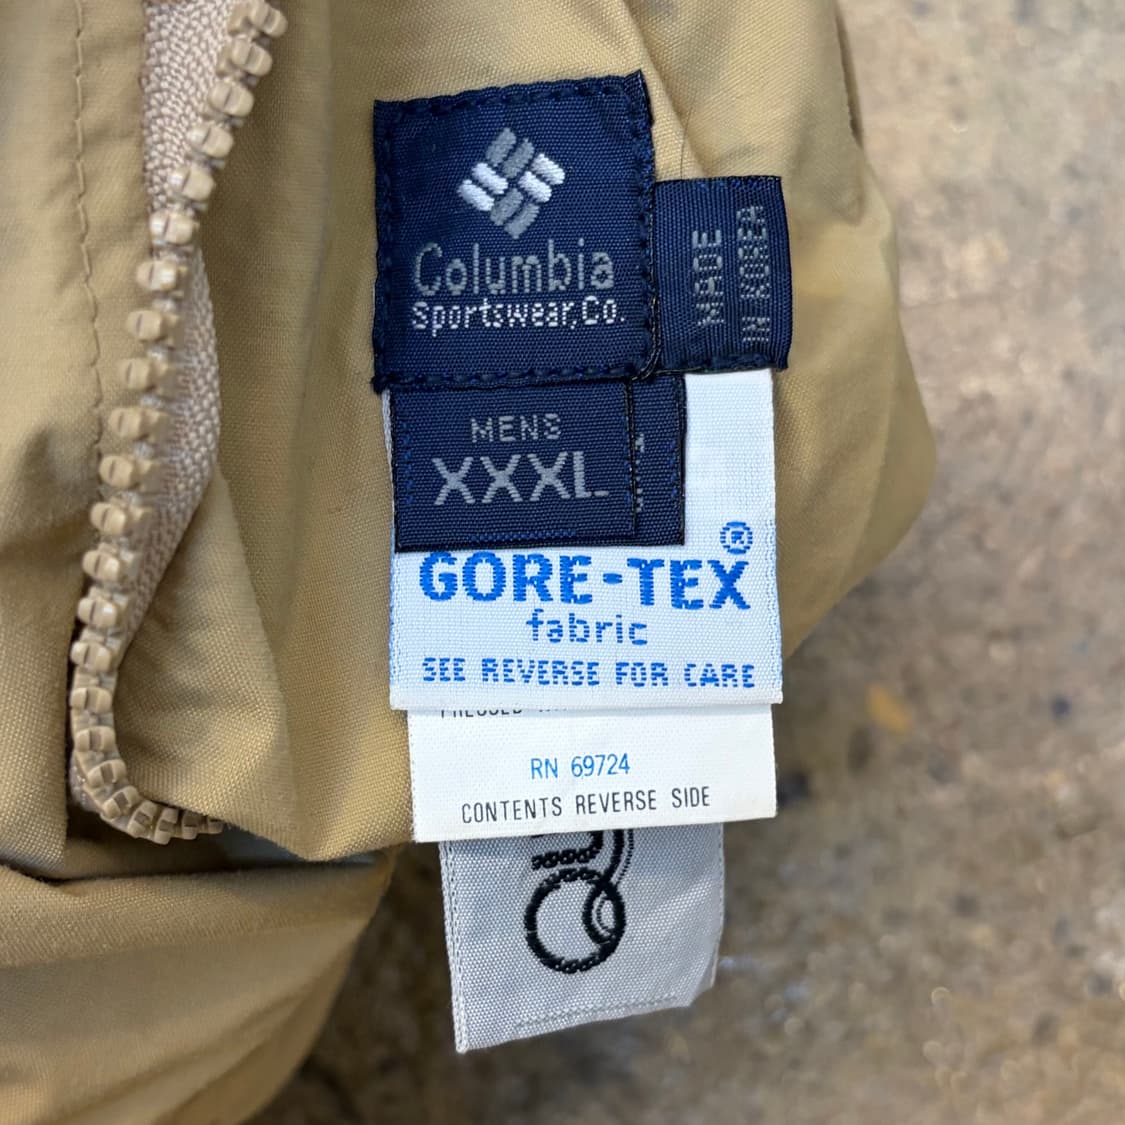 Columbia
Sportswear,Co.
MADE
IN KOREA
MENS
XXXL
GORE-TEX®
fabric
SEE REVERSE FOR CARE
RN 69724
CONTENTS REVERSE SIDE